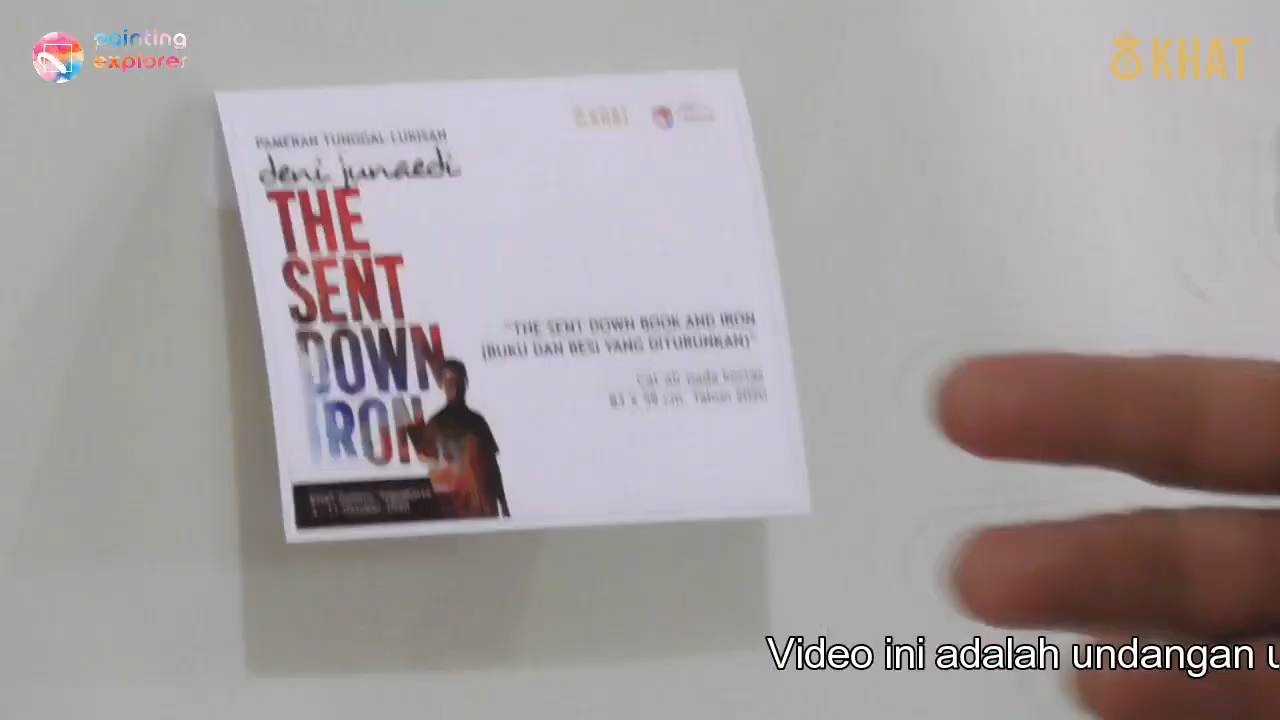 painting
explorer
KHAT
PAMERAN TUNGGAL LUKISAN
deni junaedi
THE
SENT
DOWN
IRON
"THE SENT DOWN BOOK AND IRON
(BUKU DAN BESI YANG DITURUNKAN)"
Cat air pada kertas
Tahun 2020
Video ini adalah undangan u